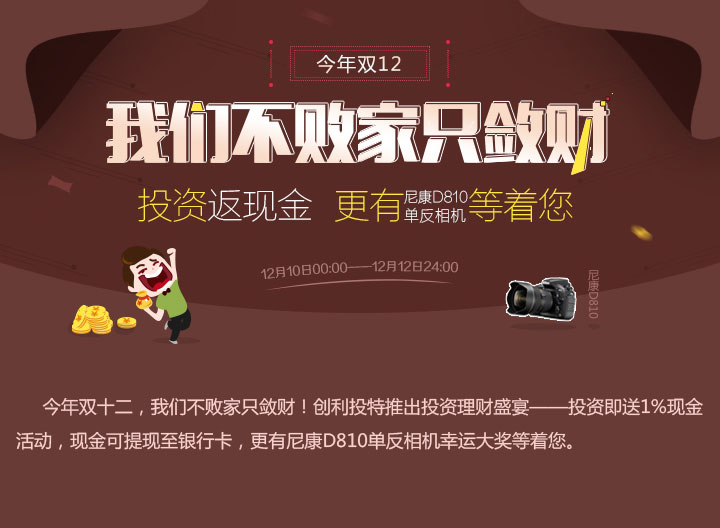 今年双12
我们不败家只敛财
投资返现金 更有尼康D810单反相机等着您
12月10日00:00——12月12日24:00
尼康D810
今年双十二，我们不败家只敛财！创利投特推出投资理财盛宴——投资即送1%现金
活动，现金可提现至银行卡，更有尼康D810单反相机幸运大奖等着您。